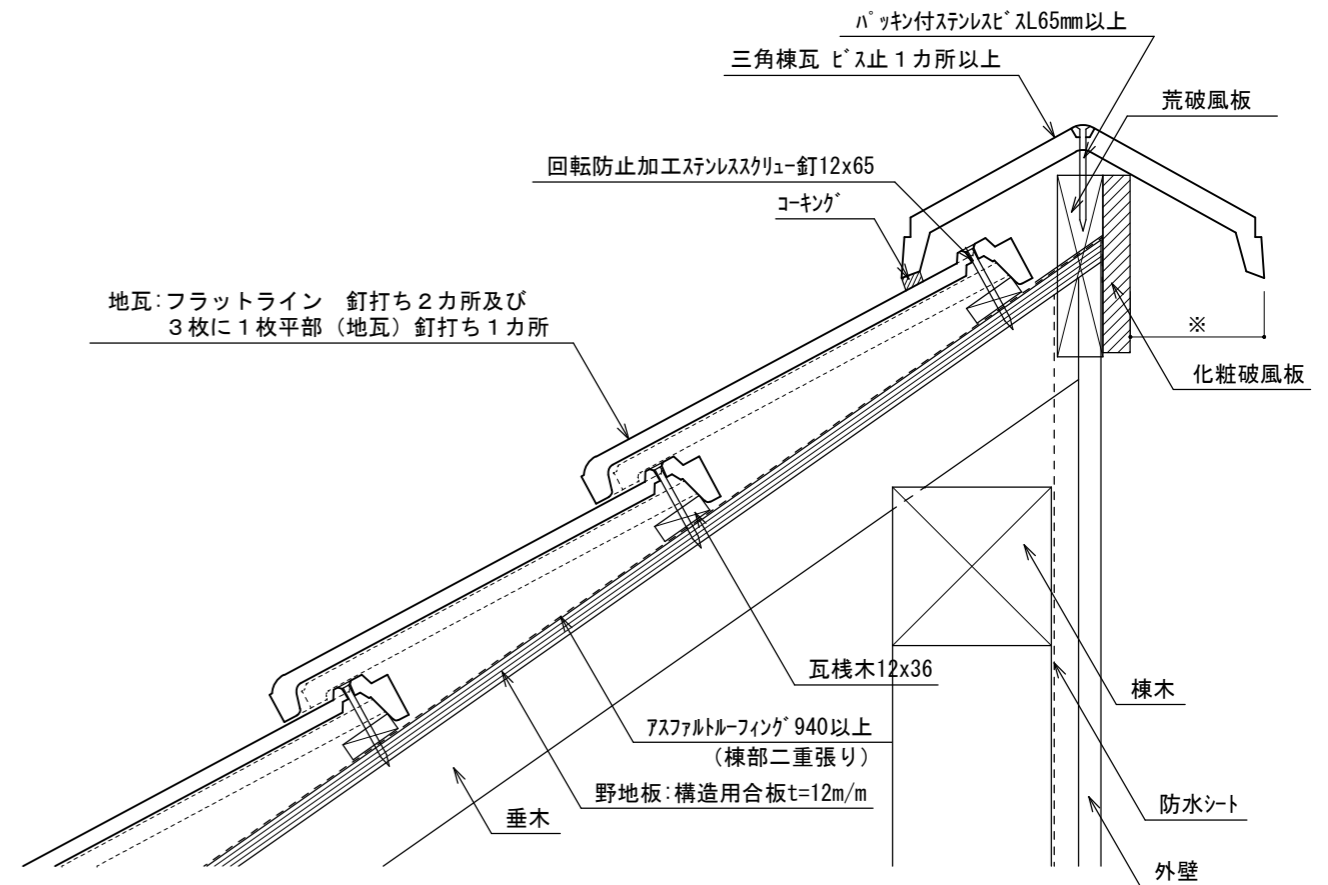 パッキン付ステンレスビスL65mm以上
三角棟瓦 ビス止１カ所以上
荒破風板
回転防止加工ステンレススクリュー釘12x65
コーキング
地瓦:フラットライン　釘打ち２カ所及び
３枚に１枚平部（地瓦）釘打ち１カ所
※
化粧破風板
瓦桟木12x36
棟木
アスファルトルーフィング940以上
（棟部二重張り）
野地板:構造用合板t=12m/m
防水シート
垂木
外壁